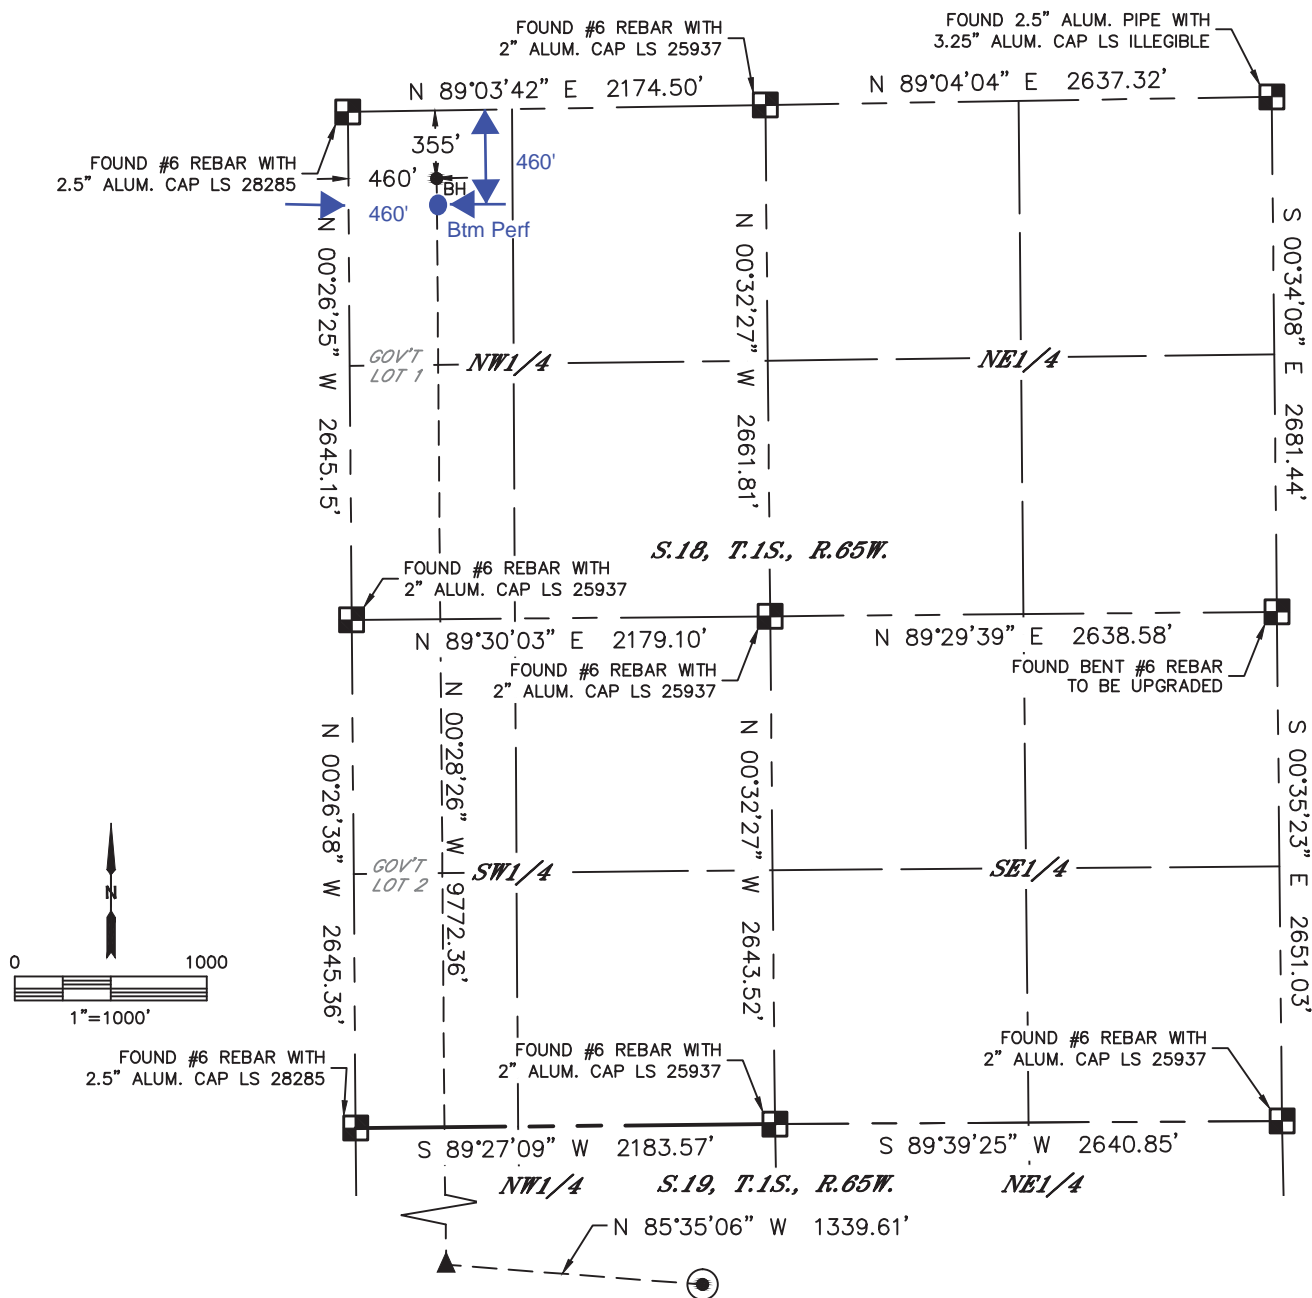 FOUND #6 REBAR WITH
2" ALUM. CAP LS 25937
FOUND 2.5" ALUM. PIPE WITH
3.25" ALUM. CAP LS ILLEGIBLE
N 89°03'42" E 2174.50'
N 89°04'04" E 2637.32'
FOUND #6 REBAR WITH
2.5" ALUM. CAP LS 28285
355'
460'
460'
BH
460'
Btm Perf
N 00°26'25" W 2645.15'
N 00°32'27" W 2661.81'
S 00°34'08" E 2681.44'
GOV'T
LOT 1
NW1/4
NE1/4
S.18, T.1S., R.65W.
FOUND #6 REBAR WITH
2" ALUM. CAP LS 25937
N 89°30'03" E 2179.10'
N 89°29'39" E 2638.58'
FOUND #6 REBAR WITH
2" ALUM. CAP LS 25937
FOUND BENT #6 REBAR
TO BE UPGRADED
N 00°26'38" W 2645.36'
N 00°28'26" W 9772.36'
N 00°32'27" W 2643.52'
S 00°35'23" E 2651.03'
GOV'T
LOT 2
SW1/4
SE1/4
N
0 1000
1"=1000'
FOUND #6 REBAR WITH
2.5" ALUM. CAP LS 28285
FOUND #6 REBAR WITH
2" ALUM. CAP LS 25937
FOUND #6 REBAR WITH
2" ALUM. CAP LS 25937
S 89°27'09" W 2183.57'
S 89°39'25" W 2640.85'
NW1/4
S.19, T.1S., R.65W.
NE1/4
N 85°35'06" W 1339.61'